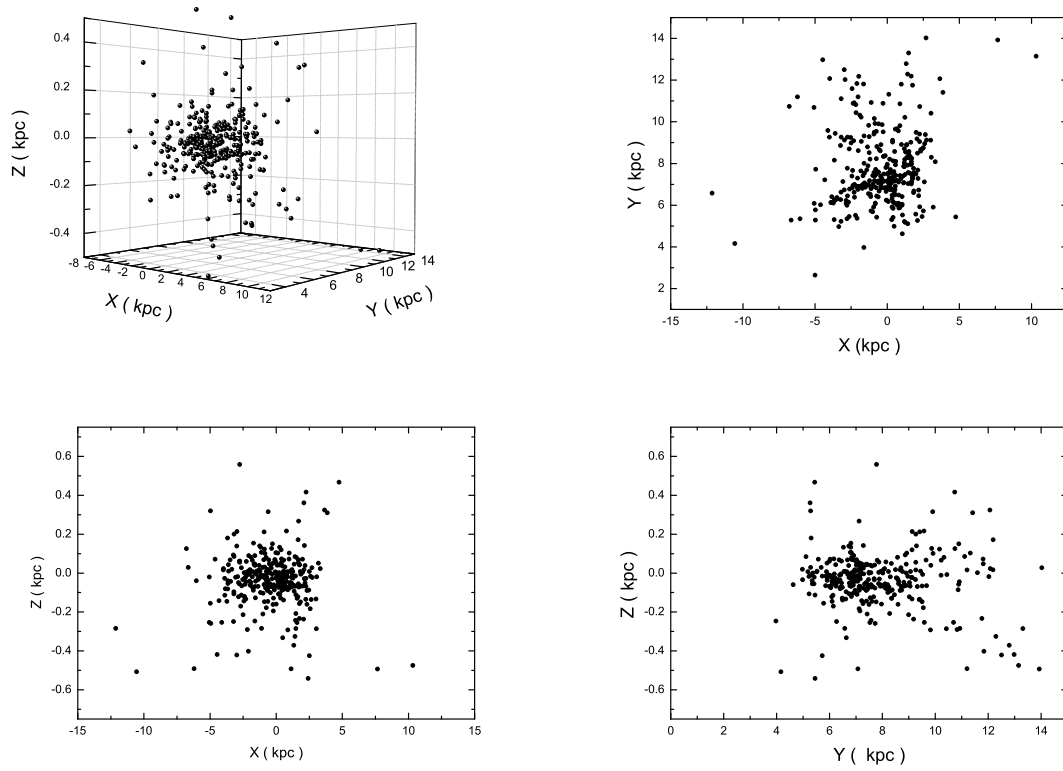 0.4
0.2
0.0
-0.2
-0.4
Z ( kpc)
-8 -6 -4 -2 0 2 4 6 8 10 12
X ( kpc )
4 6 8 10 12 14
Y ( kpc)
14
12
10
8
6
4
2
Y ( kpc)
-15 -10 -5 0 5 10
X (kpc )
0.6
0.4
0.2
0.0
-0.2
-0.4
-0.6
Z ( kpc)
-15 -10 -5 0 5 10 15
X ( kpc )
0.6
0.4
0.2
0.0
-0.2
-0.4
-0.6
Z ( kpc )
0 2 4 6 8 10 12 14
Y ( kpc )